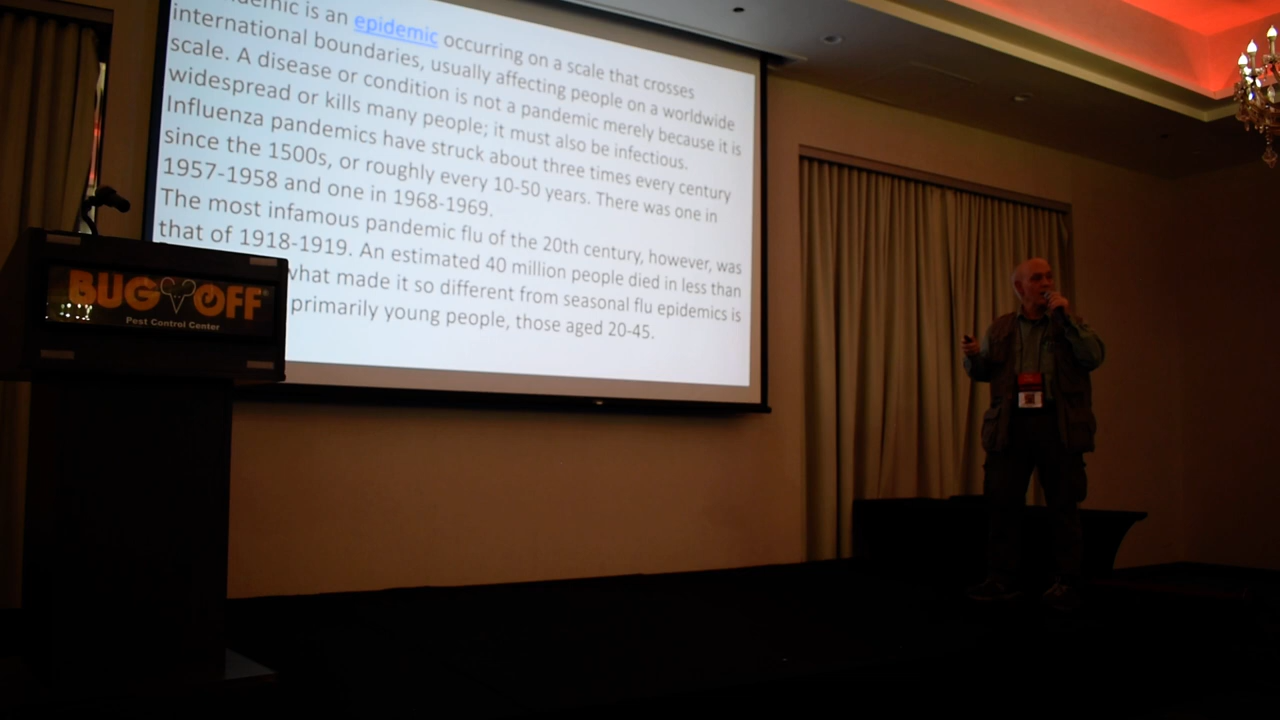 is an epidemic occurring on a scale that crosses
international boundaries, usually affecting people on a worldwide
scale. A disease or condition is not a pandemic merely because it is
widespread or kills many people; it must also be infectious.
Influenza pandemics have struck about three times every century
since the 1500s, or roughly every 10-50 years. There was one in
1957-1958 and one in 1968-1969.
The most infamous pandemic flu of the 20th century, however, was
that of 1918-1919. An estimated 40 million people died in less than
what made it so different from seasonal flu epidemics is
primarily young people, those aged 20-45.
BUG OFF
Pest Control Center